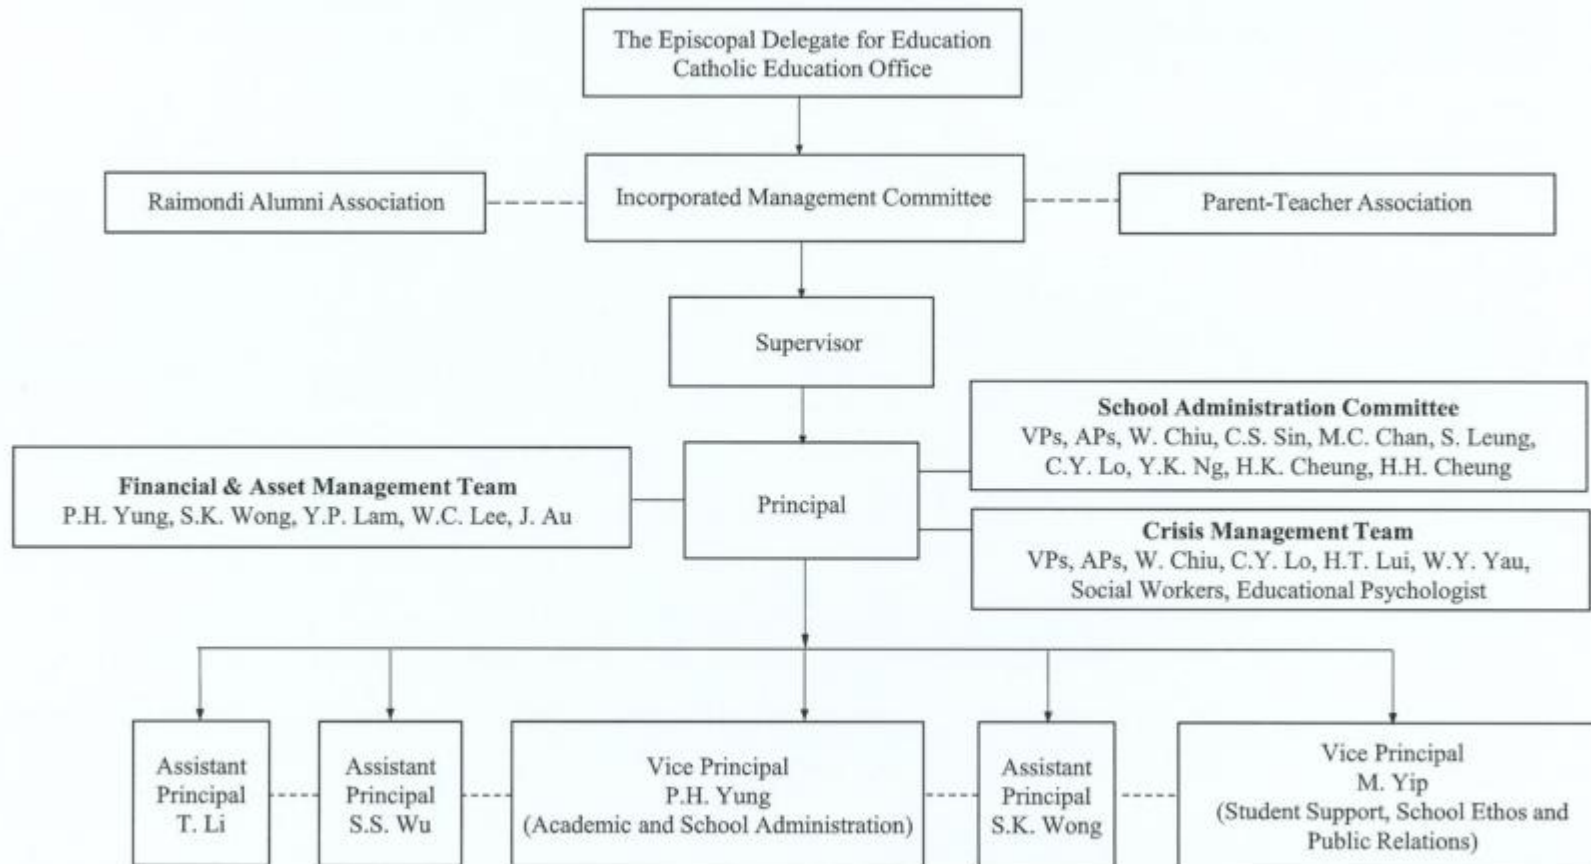 The Episcopal Delegate for Education
Catholic Education Office
Raimondi Alumni Association
Incorporated Management Committee
Parent-Teacher Association
Supervisor
School Administration Committee
VPs, APs, W. Chiu, C.S. Sin, M.C. Chan, S. Leung,
C.Y. Lo, Y.K. Ng, H.K. Cheung, H.H. Cheung
Financial & Asset Management Team
P.H. Yung, S.K. Wong, Y.P. Lam, W.C. Lee, J. Au
Principal
Crisis Management Team
VPs, APs, W. Chiu, C.Y. Lo, H.T. Lui, W.Y. Yau,
Social Workers, Educational Psychologist
Assistant
Principal
T. Li
Assistant
Principal
S.S. Wu
Vice Principal
P.H. Yung
(Academic and School Administration)
Assistant
Principal
S.K. Wong
Vice Principal
M. Yip
(Student Support, School Ethos and
Public Relations)